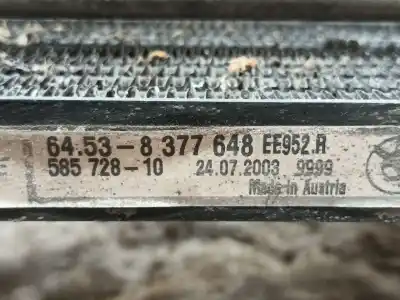 64.53-8 377 648 EE952.R
585 728-10 24.07.2003 9999
Made in Austria